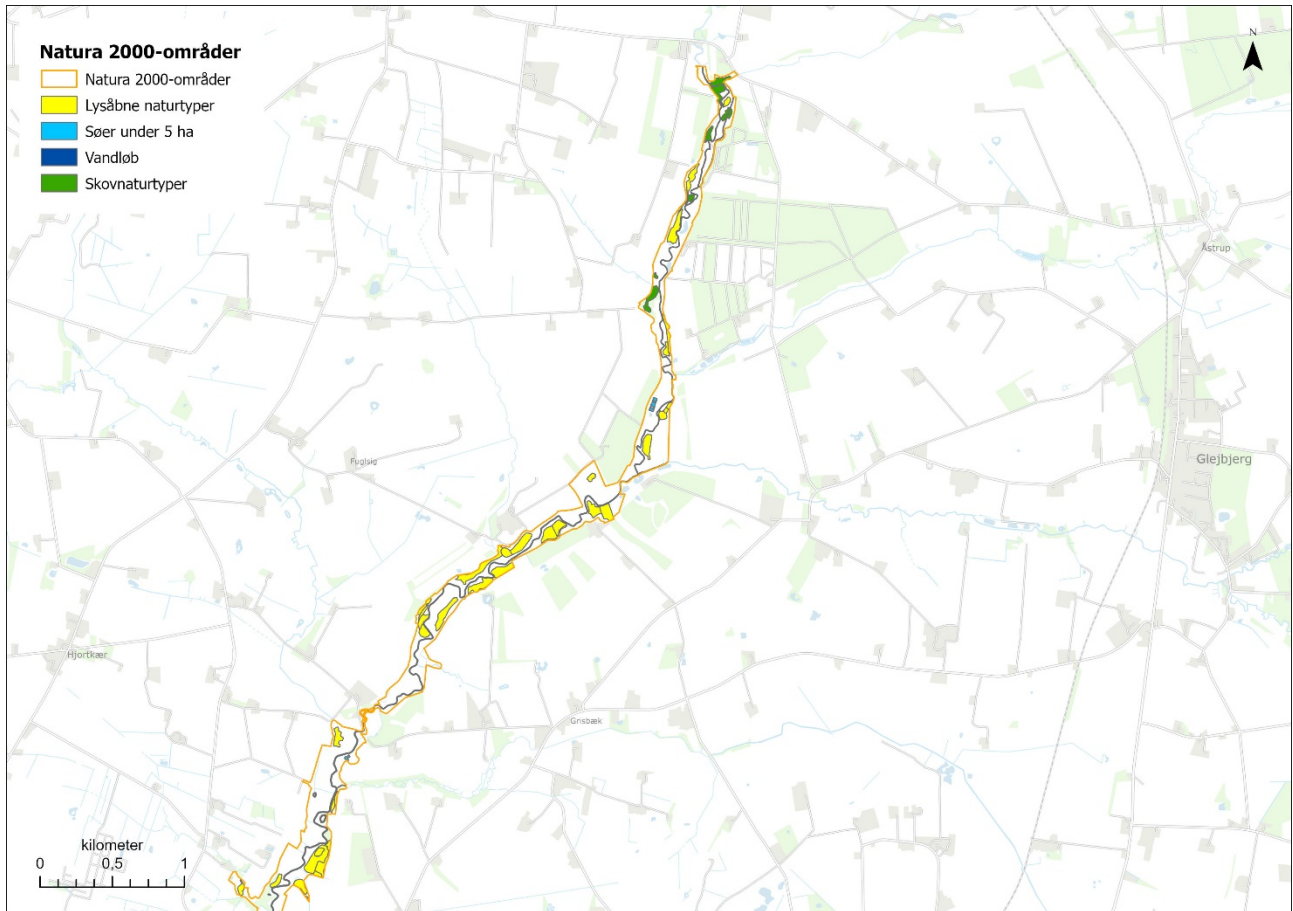 Natura 2000-områder
Natura 2000-områder
Lysåbne naturtyper
Søer under 5 ha
Vandløb
Skovnaturtyper
N
Åstrup
Glejbjerg
Fuglsig
Hjortkær
Grisbæk
kilometer
0 0,5 1